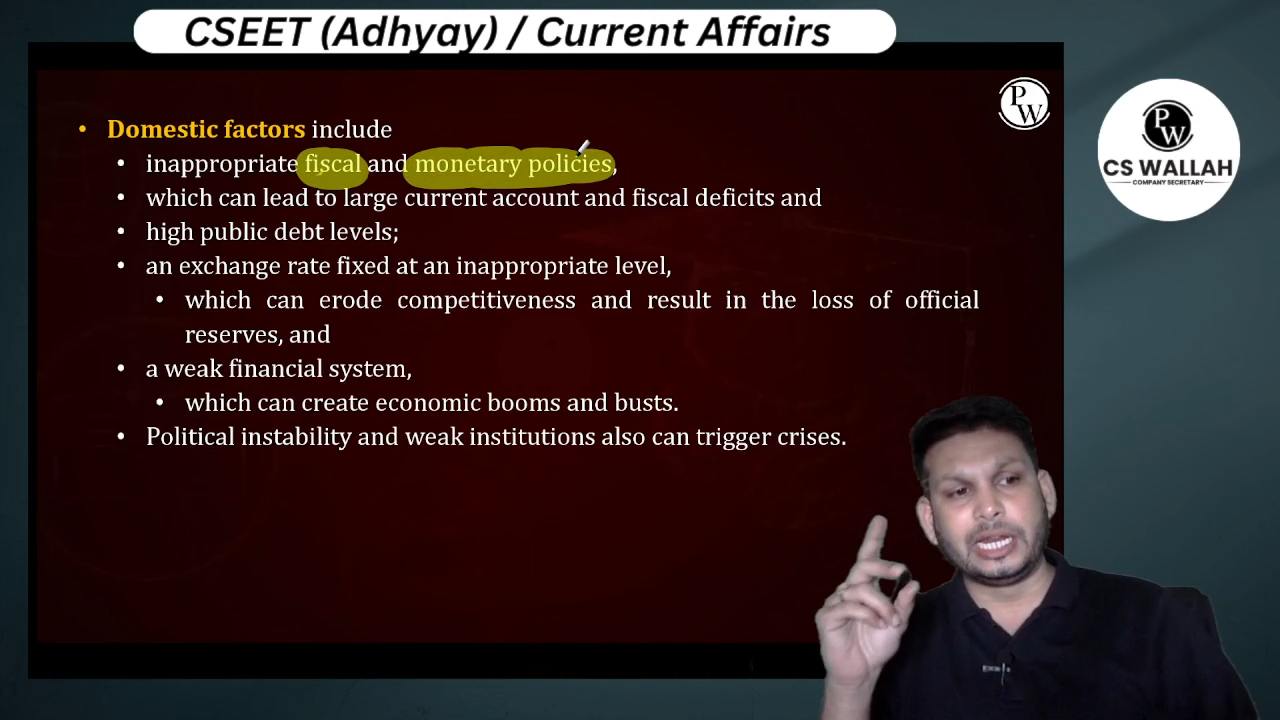 CSEET (Adhyay) / Current Affairs
PW
PW
CS WALLAH
COMPANY SECRETARY
• Domestic factors include
• inappropriate fiscal and monetary policies,
• which can lead to large current account and fiscal deficits and
• high public debt levels;
• an exchange rate fixed at an inappropriate level,
• which can erode competitiveness and result in the loss of official
reserves, and
• a weak financial system,
• which can create economic booms and busts.
• Political instability and weak institutions also can trigger crises.